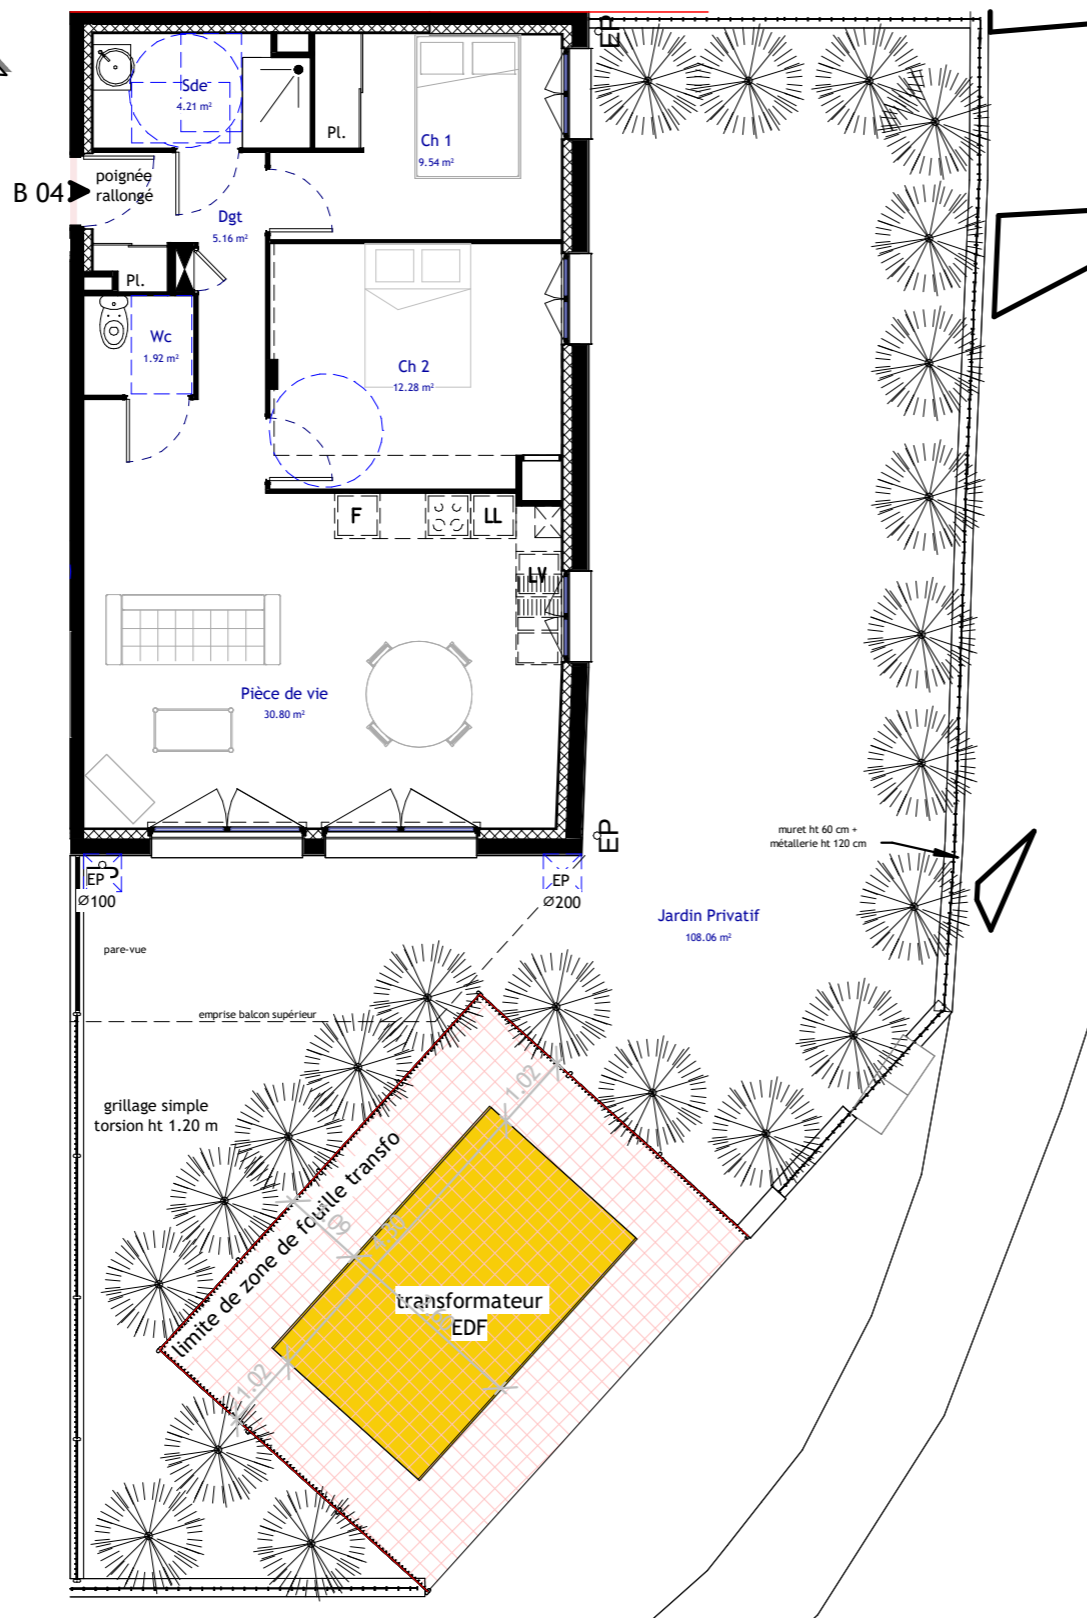 EP
Sde
4.21 m²
Pl.
Ch 1
9.54 m²
B 04
poignée
rallongé
Dgt
5.16 m²
Pl.
Wc
1.92 m²
Ch 2
12.28 m²
F
LL
LV
Pièce de vie
30.80 m²
EP
muret ht 60 cm +
métallerie ht 120 cm
EP
Ø100
EP
Ø200
Jardin Privatif
108.06 m²
pare-vue
emprise balcon supérieur
grillage simple
torsion ht 1.20 m
1.02
limite de zone de fouille transfo
1.09
transformateur
EDF
1.02